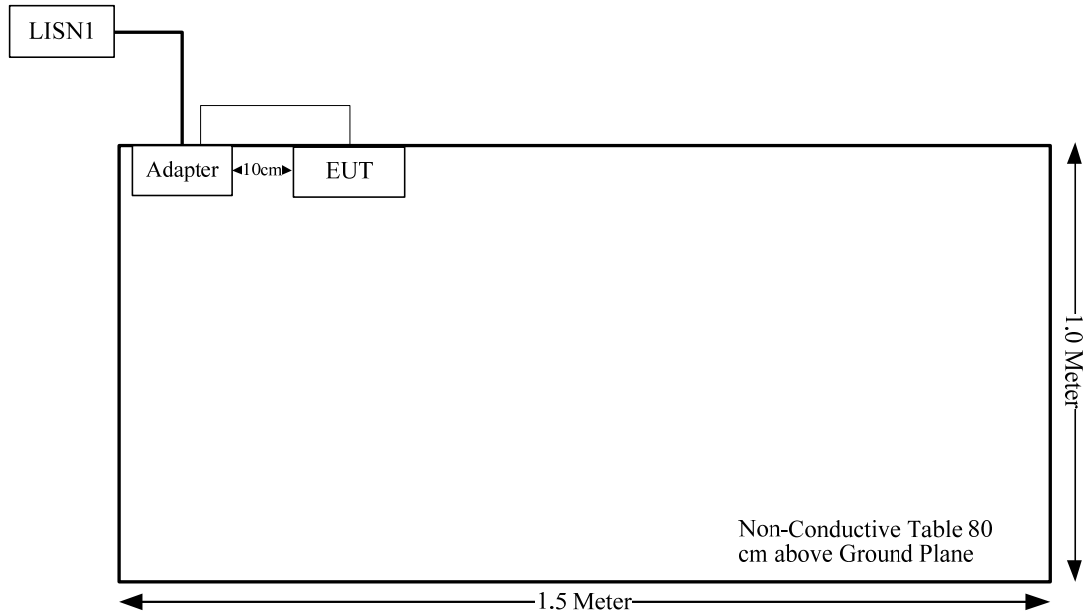 LISN1
Adapter
10cm
EUT
1.0 Meter
Non-Conductive Table 80
cm above Ground Plane
1.5 Meter